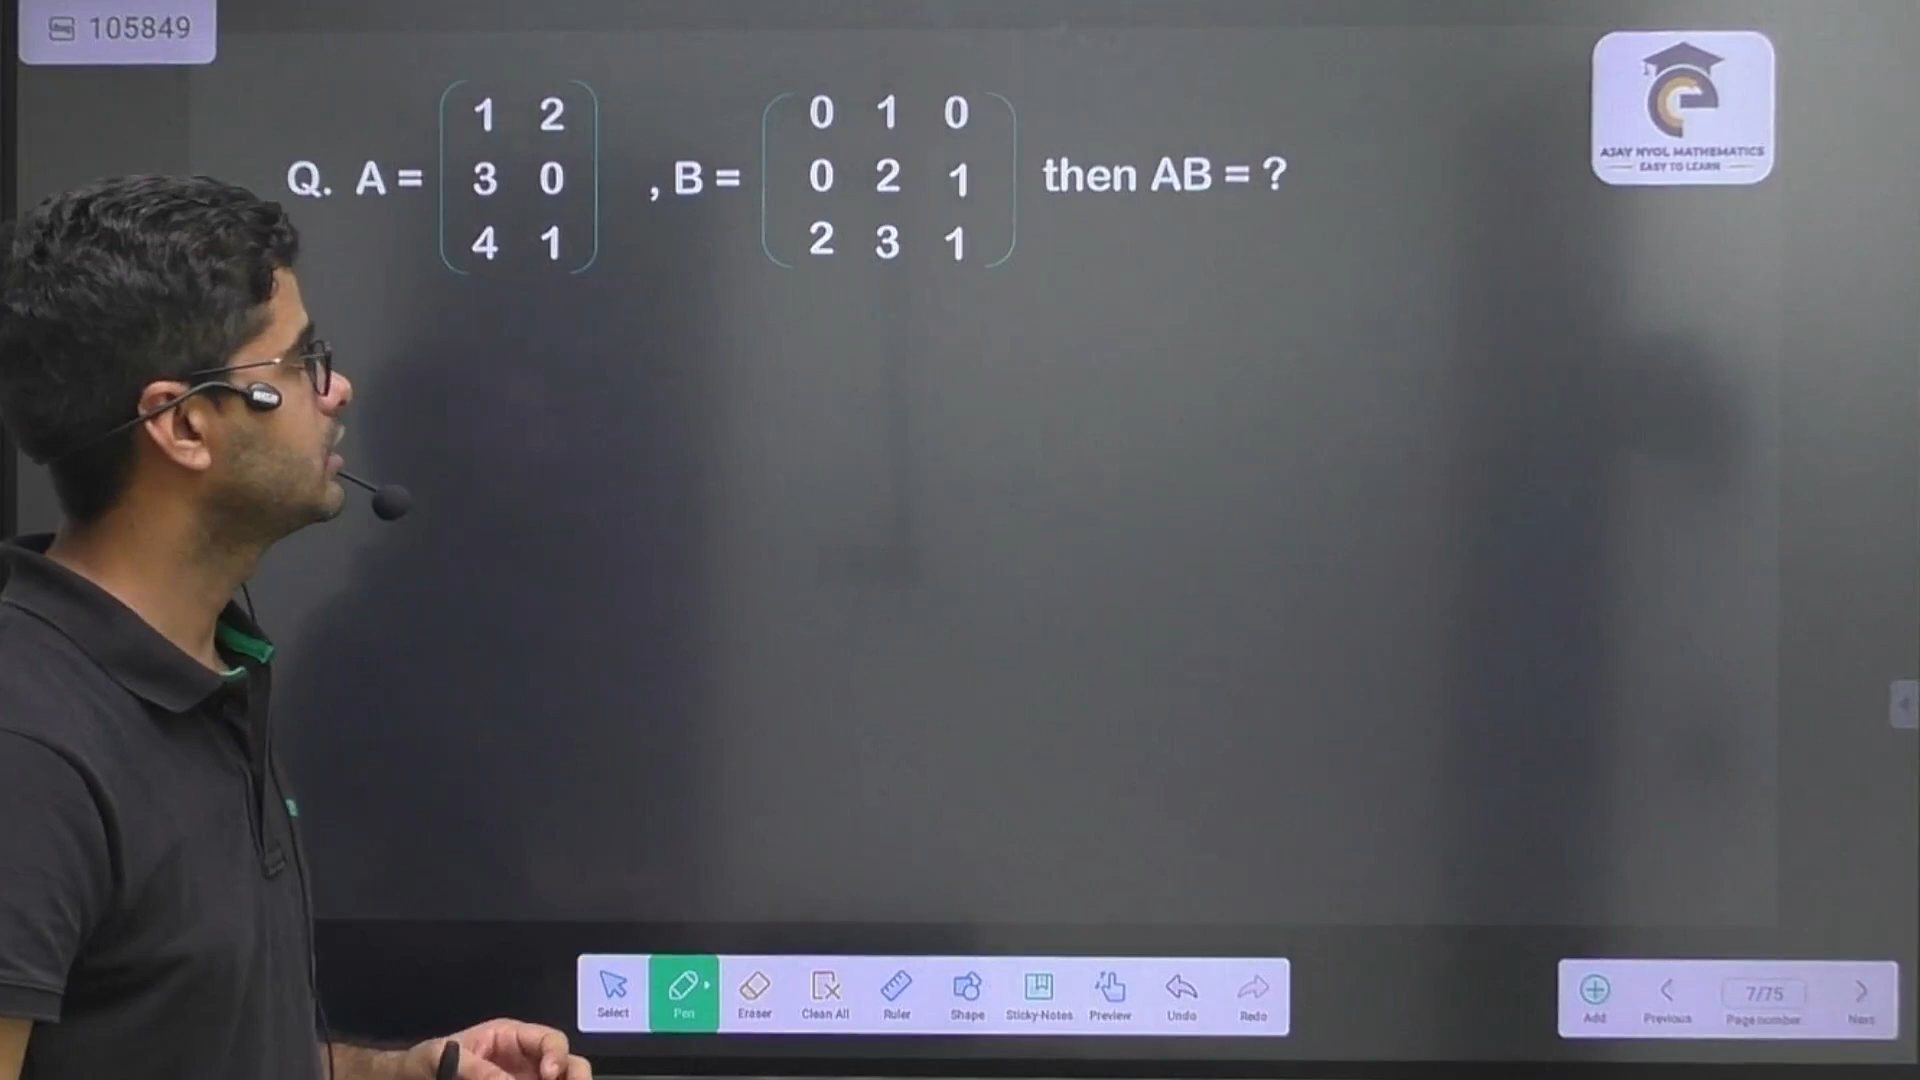 105849
1 2
3 0
4 1
Q. A =
, B =
0 1 0
0 2 1
2 3 1
then AB = ?
AJAY NYOL MATHEMATICS
EASY TO LEARN
Select
Pen
Eraser
Clean All
Ruler
Shape
Sticky-Notes
Preview
Undo
Redo
Add
Previous
7/75
Page number
Next